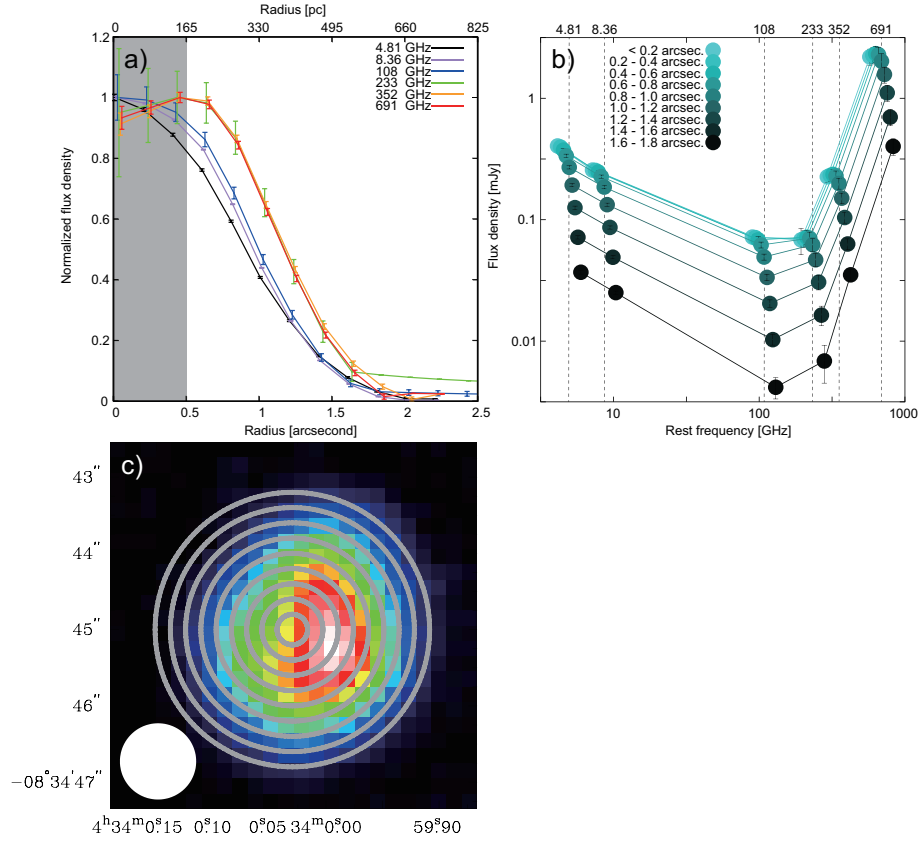 Radius [pc]
0 165 330 495 660 825
a)
4.81 GHz
8.36 GHz
108 GHz
233 GHz
352 GHz
691 GHz
Normalized flux density
1.2
1
0.8
0.6
0.4
0.2
0
0 0.5 1 1.5 2 2.5
Radius [arcsecond]
4.81 8.36 108 233 352 691
b)
< 0.2 arcsec.
0.2 - 0.4 arcsec.
0.4 - 0.6 arcsec.
0.6 - 0.8 arcsec.
0.8 - 1.0 arcsec.
1.0 - 1.2 arcsec.
1.2 - 1.4 arcsec.
1.4 - 1.6 arcsec.
1.6 - 1.8 arcsec.
Flux density [mJy]
1
0.1
0.01
10 100 1000
Rest frequency [GHz]
c)
43"
44"
45"
46"
−08°34'47"
4h34m0s.15 0s.10 0s.05 34m0s.00 59s.90